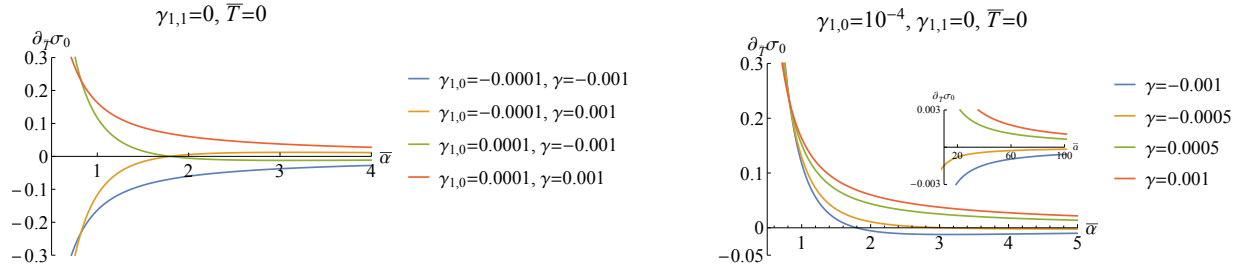 γ1,1=0, T̅=0
∂T̅σ0
0.3
0.2
0.1
0
-0.1
-0.2
-0.3
1
2
3
4
α̅
γ1,0=-0.0001, γ=-0.001
γ1,0=-0.0001, γ=0.001
γ1,0=0.0001, γ=-0.001
γ1,0=0.0001, γ=0.001
γ1,0=10⁻⁴, γ1,1=0, T̅=0
∂T̅σ0
0.3
0.2
0.1
0
-0.05
1
2
3
4
5
α̅
∂T̅σ0
0.003
-0.003
20
60
100
α̅
γ=-0.001
γ=-0.0005
γ=0.0005
γ=0.001